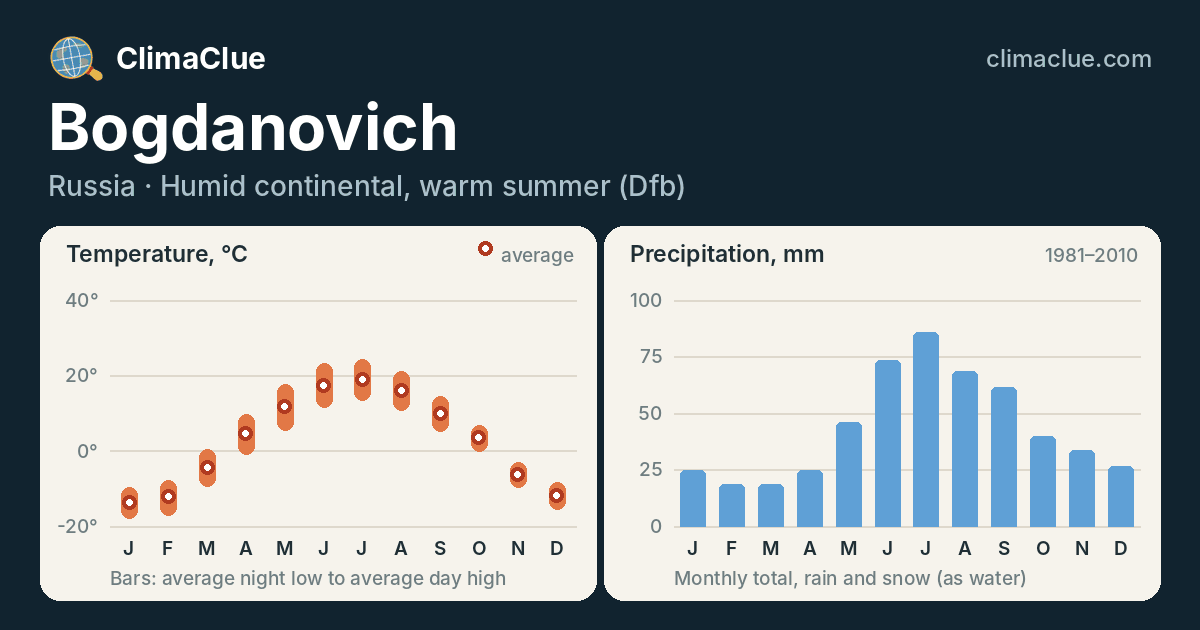 ClimaClue
climaclue.com
Bogdanovich
Russia · Humid continental, warm summer (Dfb)
Temperature, °C
average
40°
20°
0°
-20°
J F M A M J J A S O N D
Bars: average night low to average day high
Precipitation, mm
1981–2010
100
75
50
25
0
J F M A M J J A S O N D
Monthly total, rain and snow (as water)